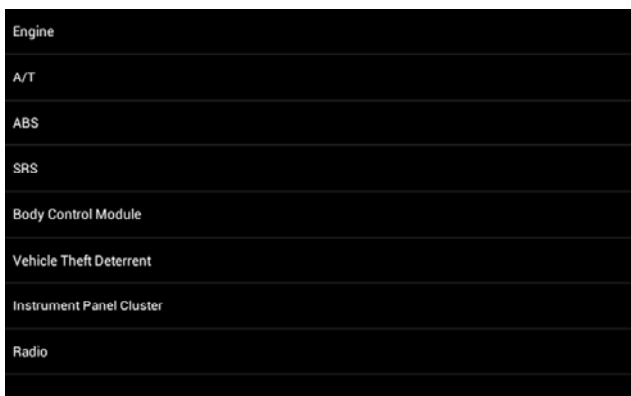 Engine
A/T
ABS
SRS
Body Control Module
Vehicle Theft Deterrent
Instrument Panel Cluster
Radio